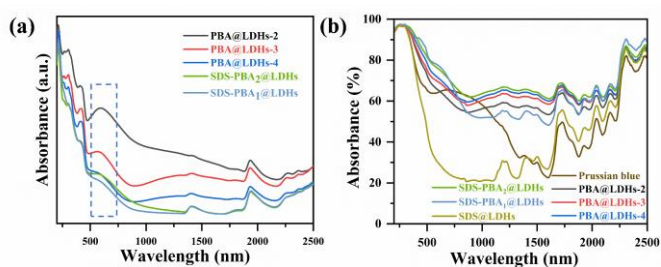 (a)
PBA@LDHs-2
PBA@LDHs-3
PBA@LDHs-4
SDS-PBA₂@LDHs
SDS-PBA₁@LDHs
Absorbance (a.u.)
500 1000 1500 2000 2500
Wavelength (nm)
(b)
100
80
60
40
20
0
Absorbance (%)
Prussian blue
SDS-PBA₂@LDHs PBA@LDHs-2
SDS-PBA₁@LDHs PBA@LDHs-3
SDS@LDHs PBA@LDHs-4
500 1000 1500 2000 2500
Wavelength (nm)